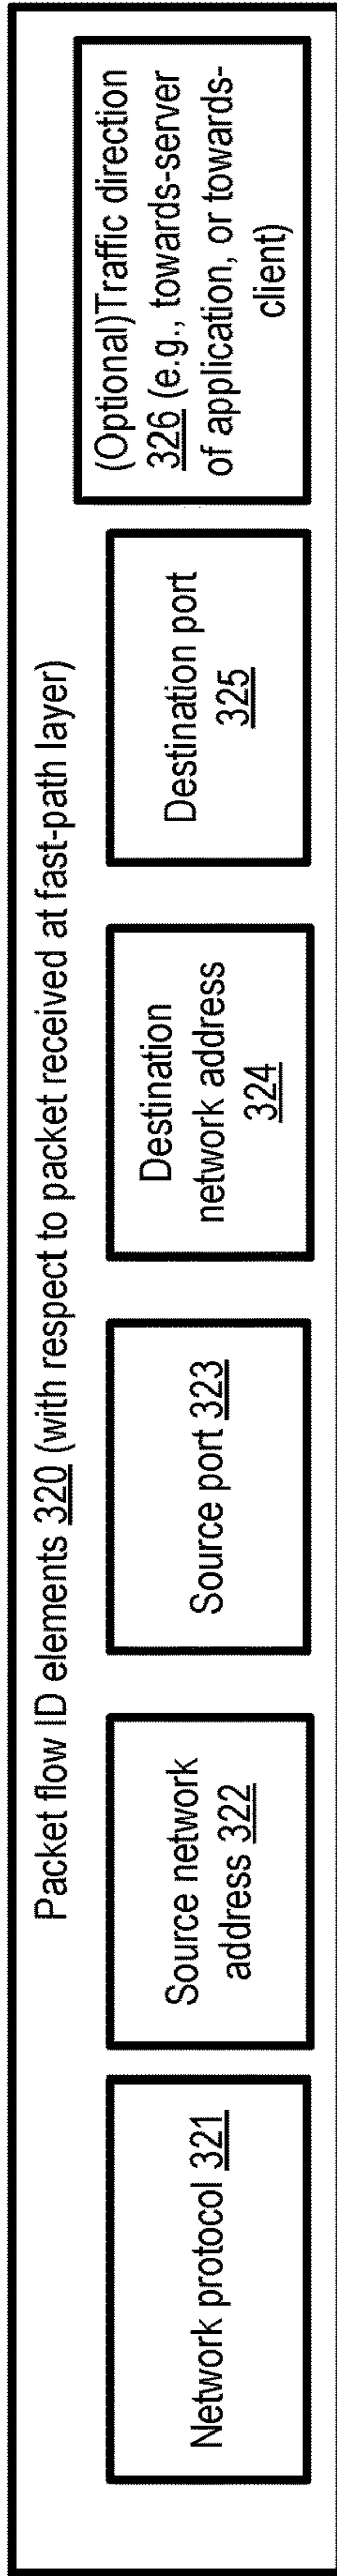 Packet flow ID elements 320 (with respect to packet received at fast-path layer)
Network protocol 321
Source network
address 322
Source port 323
Destination
network address
324
Destination port
325
(Optional)Traffic direction
326 (e.g., towards-server
of application, or towards-
client)